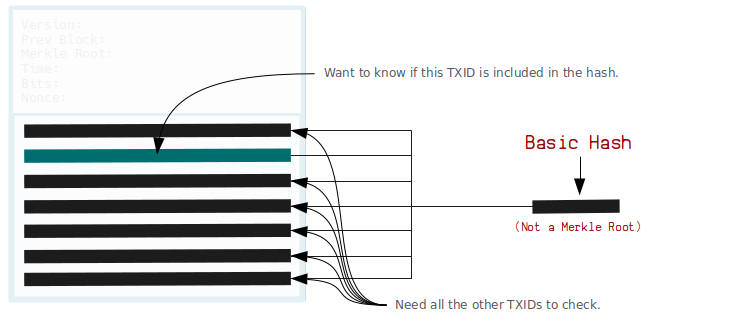 Version:
Prev Block:
Merkle Root:
Time:
Bits:
Nonce:
Want to know if this TXID is included in the hash.
Basic Hash
(Not a Merkle Root)
Need all the other TXIDs to check.